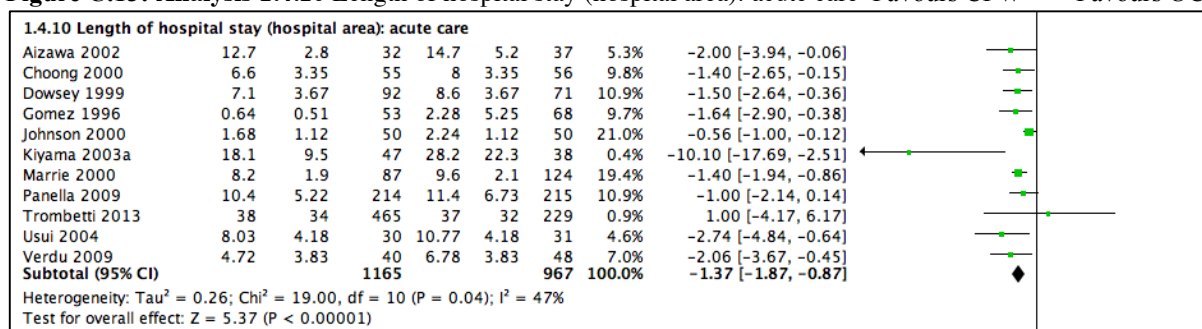 1.4.10 Length of hospital stay (hospital area): acute care
Aizawa 2002 12.7 2.8 32 14.7 5.2 37 5.3% -2.00 [-3.94, -0.06]
Choong 2000 6.6 3.35 55 8 3.35 56 9.8% -1.40 [-2.65, -0.15]
Dowsey 1999 7.1 3.67 92 8.6 3.67 71 10.9% -1.50 [-2.64, -0.36]
Gomez 1996 0.64 0.51 53 2.28 5.25 68 9.7% -1.64 [-2.90, -0.38]
Johnson 2000 1.68 1.12 50 2.24 1.12 50 21.0% -0.56 [-1.00, -0.12]
Kiyama 2003a 18.1 9.5 47 28.2 22.3 38 0.4% -10.10 [-17.69, -2.51]
Marrie 2000 8.2 1.9 87 9.6 2.1 124 19.4% -1.40 [-1.94, -0.86]
Panella 2009 10.4 5.22 214 11.4 6.73 215 10.9% -1.00 [-2.14, 0.14]
Trombetti 2013 38 34 465 37 32 229 0.9% 1.00 [-4.17, 6.17]
Usui 2004 8.03 4.18 30 10.77 4.18 31 4.6% -2.74 [-4.84, -0.64]
Verdu 2009 4.72 3.83 40 6.78 3.83 48 7.0% -2.06 [-3.67, -0.45]
Subtotal (95% CI) 1165 967 100.0% -1.37 [-1.87, -0.87]
Heterogeneity: Tau² = 0.26; Chi² = 19.00, df = 10 (P = 0.04); I² = 47%
Test for overall effect: Z = 5.37 (P < 0.00001)